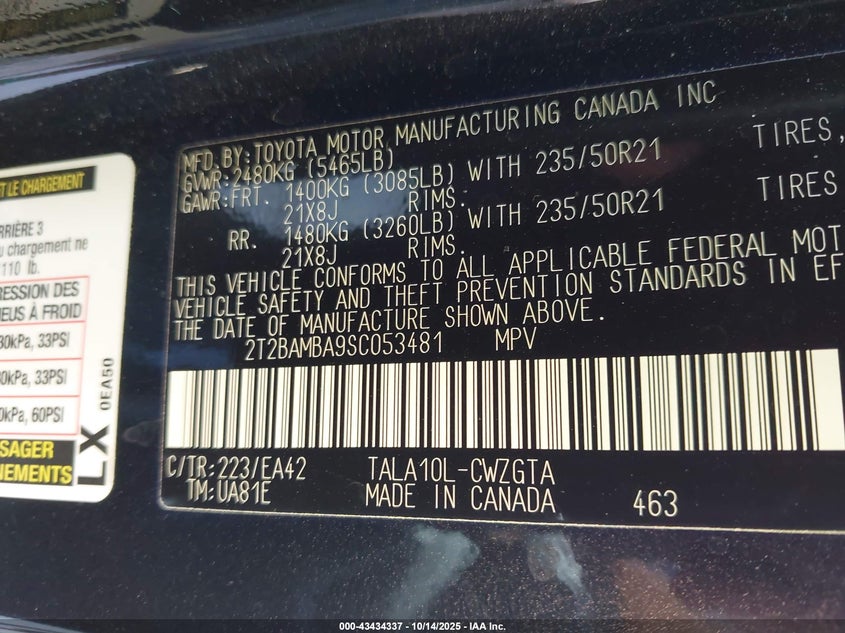 T LE CHARGEMENT
RRIÈRE 3
u chargement ne
110 lb.
RESSION DES
NEUS À FROID
30kPa, 33PSI
0kPa, 33PSI
0kPa, 60PSI
SAGER
NEMENTS
LX
0EA50
MFD.BY:TOYOTA MOTOR MANUFACTURING CANADA INC
GVWR:2480KG (5465LB)
GAWR:FRT. 1400KG (3085LB) WITH 235/50R21 TIRES,
21X8J RIMS.
RR. 1480KG (3260LB) WITH 235/50R21 TIRES
21X8J RIMS.
THIS VEHICLE CONFORMS TO ALL APPLICABLE FEDERAL MOT
VEHICLE SAFETY AND THEFT PREVENTION STANDARDS IN EF
THE DATE OF MANUFACTURE SHOWN ABOVE.
2T2BAMBA9SC053481 MPV
C/TR:223/EA42 TALA10L-CWZGTA
TM:UA81E MADE IN CANADA 463
000-43434337 - 10/14/2025 - IAA Inc.